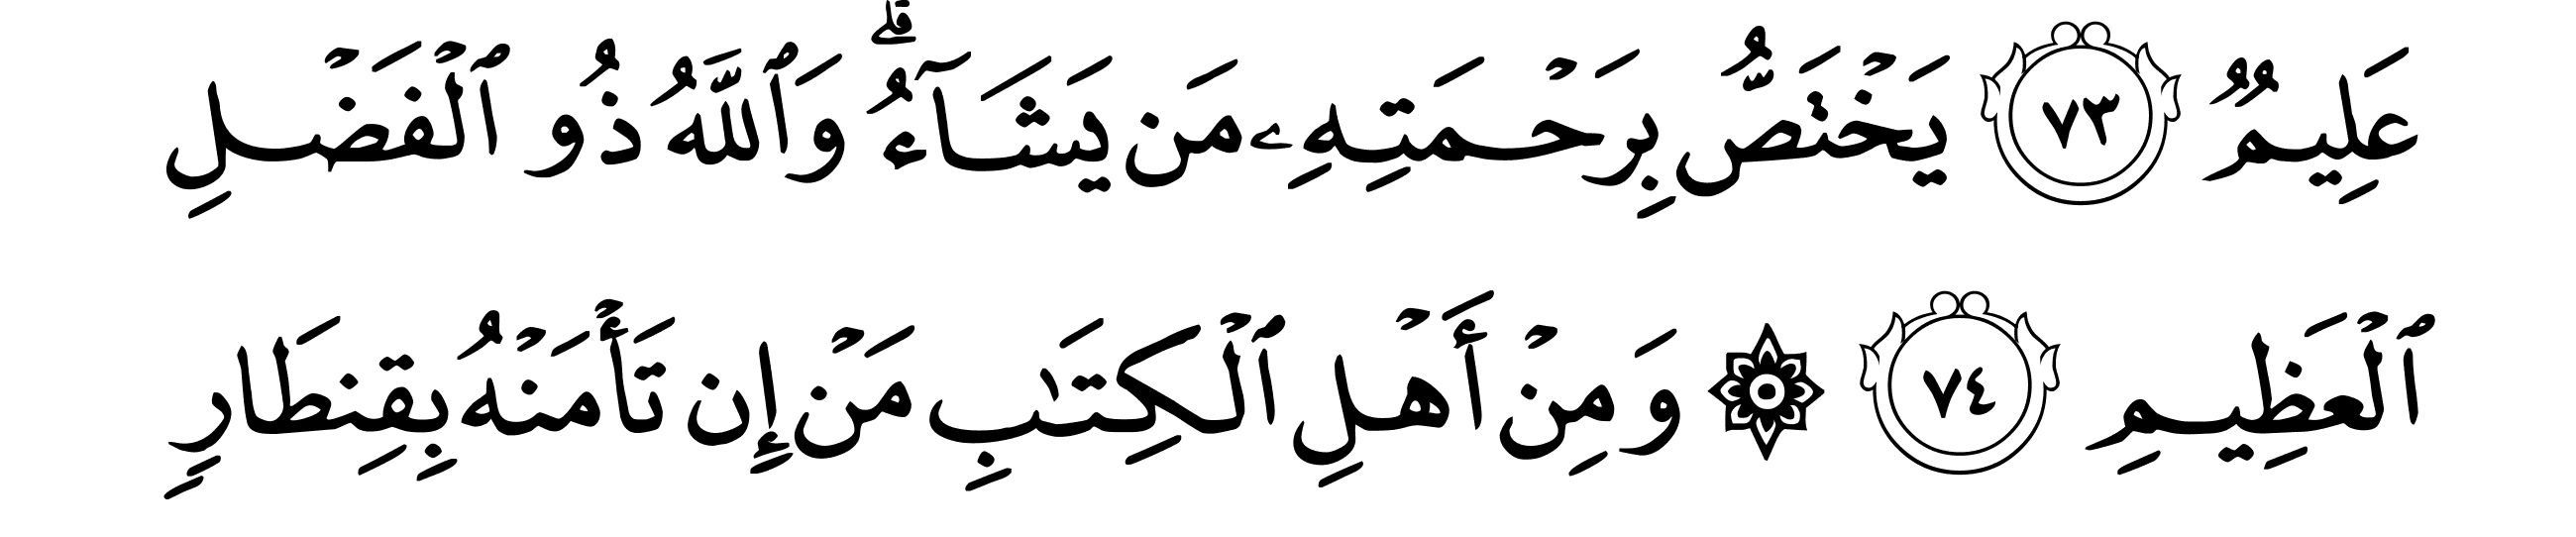 عَلِيمٌ ٧٣ يَخۡتَصُّ بِرَحۡمَتِهِۦ مَن يَشَآءُۗ وَٱللَّهُ ذُو ٱلۡفَضۡلِ
ٱلۡعَظِيمِ ٧٤ ۞ وَمِنۡ أَهۡلِ ٱلۡكِتَٰبِ مَنۡ إِن تَأۡمَنۡهُ بِقِنطَارٖ